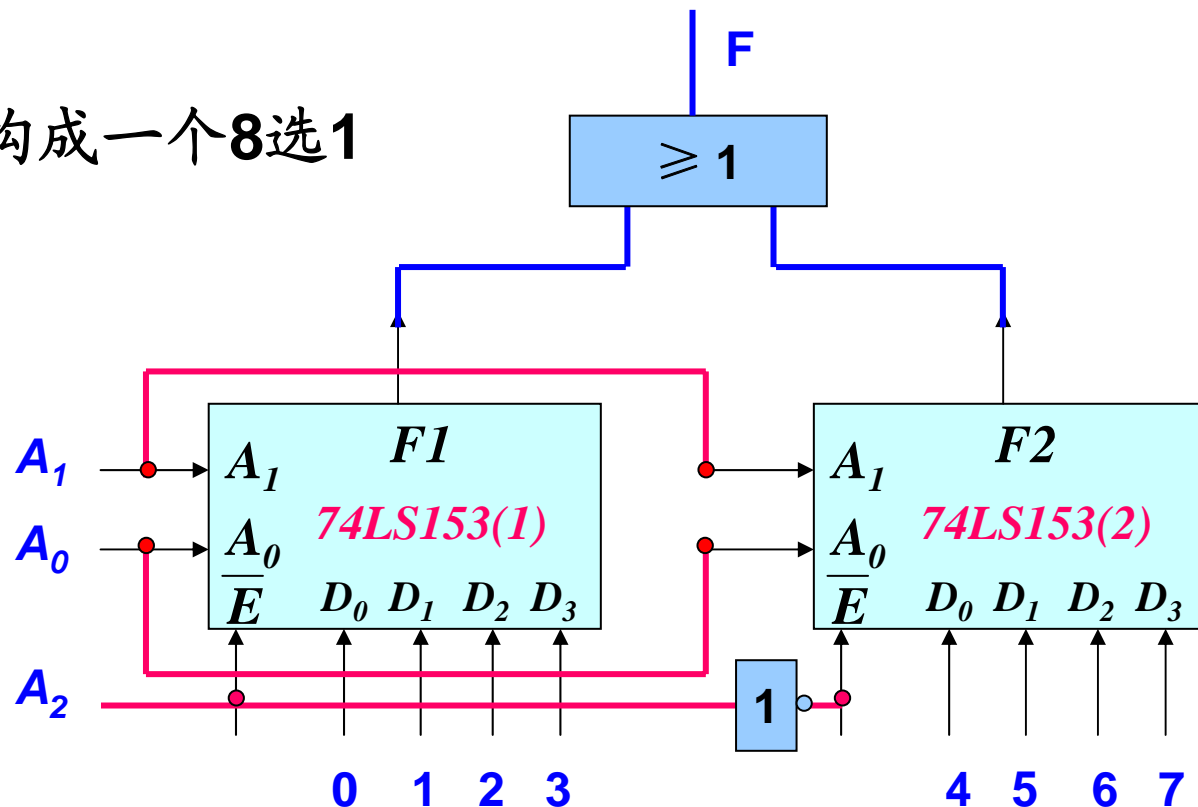 F
构成一个8选1
≥ 1
F1
F2
A1
A1
A1
74LS153(1)
74LS153(2)
A0
A0
A0
E̅ D0 D1 D2 D3
E̅ D0 D1 D2 D3
A2
1
0 1 2 3
4 5 6 7